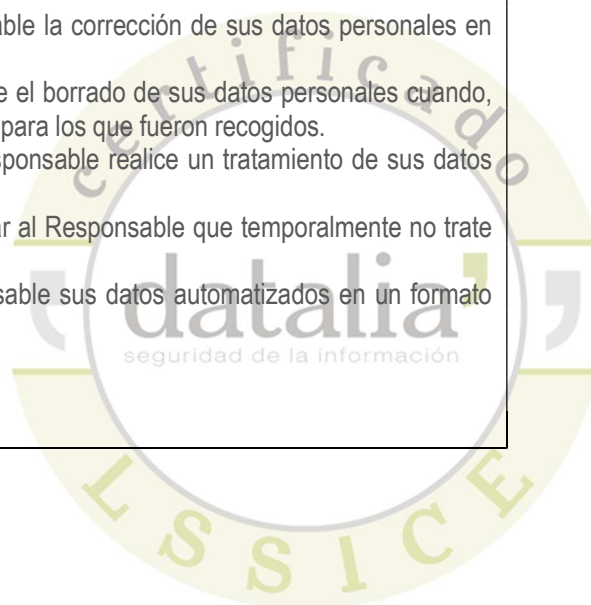 able la corrección de sus datos personales en
e el borrado de sus datos personales cuando,
para los que fueron recogidos.
sponsable realice un tratamiento de sus datos
ar al Responsable que temporalmente no trate
sable sus datos automatizados en un formato
certificado
datalia
seguridad de la información
LSSICE